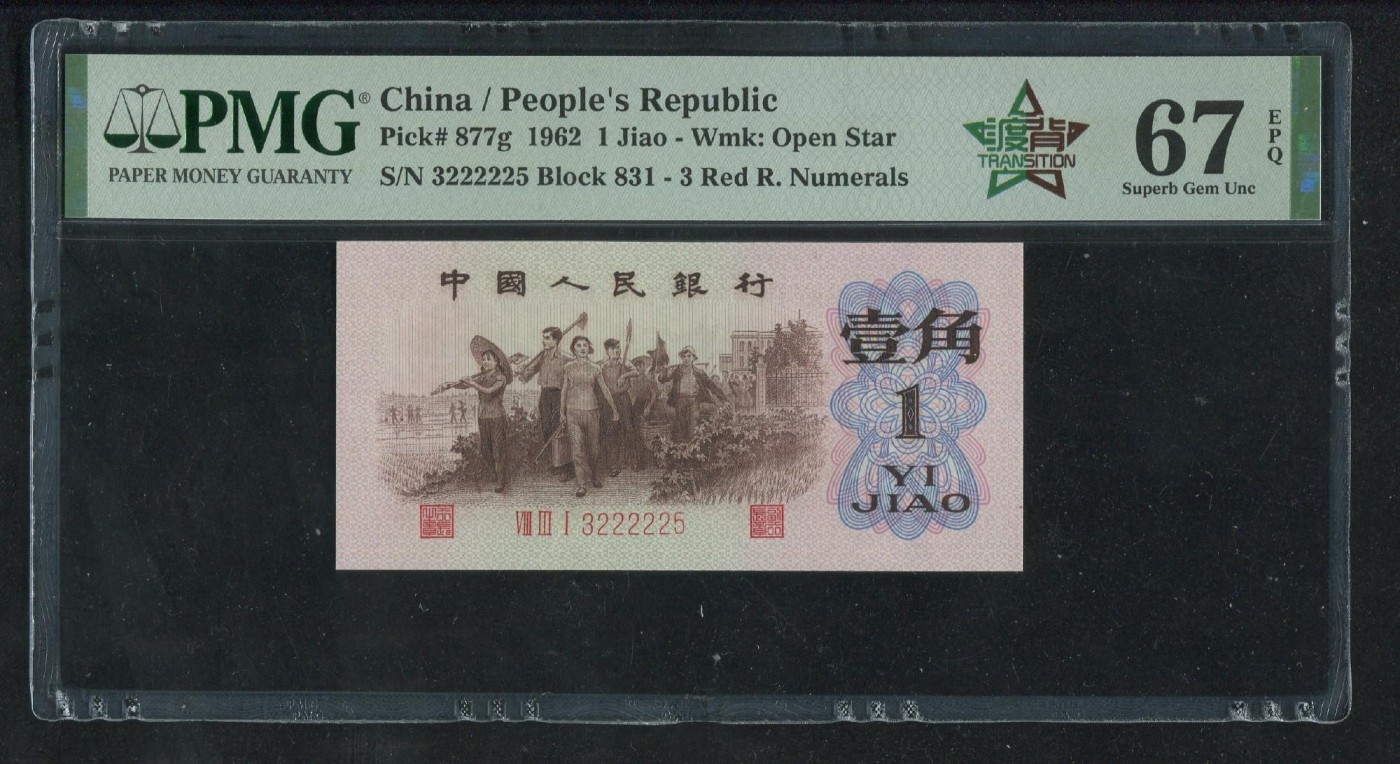 PMG®
PAPER MONEY GUARANTY
China / People's Republic
Pick# 877g 1962 1 Jiao - Wmk: Open Star
S/N 3222225 Block 831 - 3 Red R. Numerals
渡背
TRANSITION
67
EPQ
Superb Gem Unc
中國人民銀行
壹角
1
YI
JIAO
VIII III I 3222225